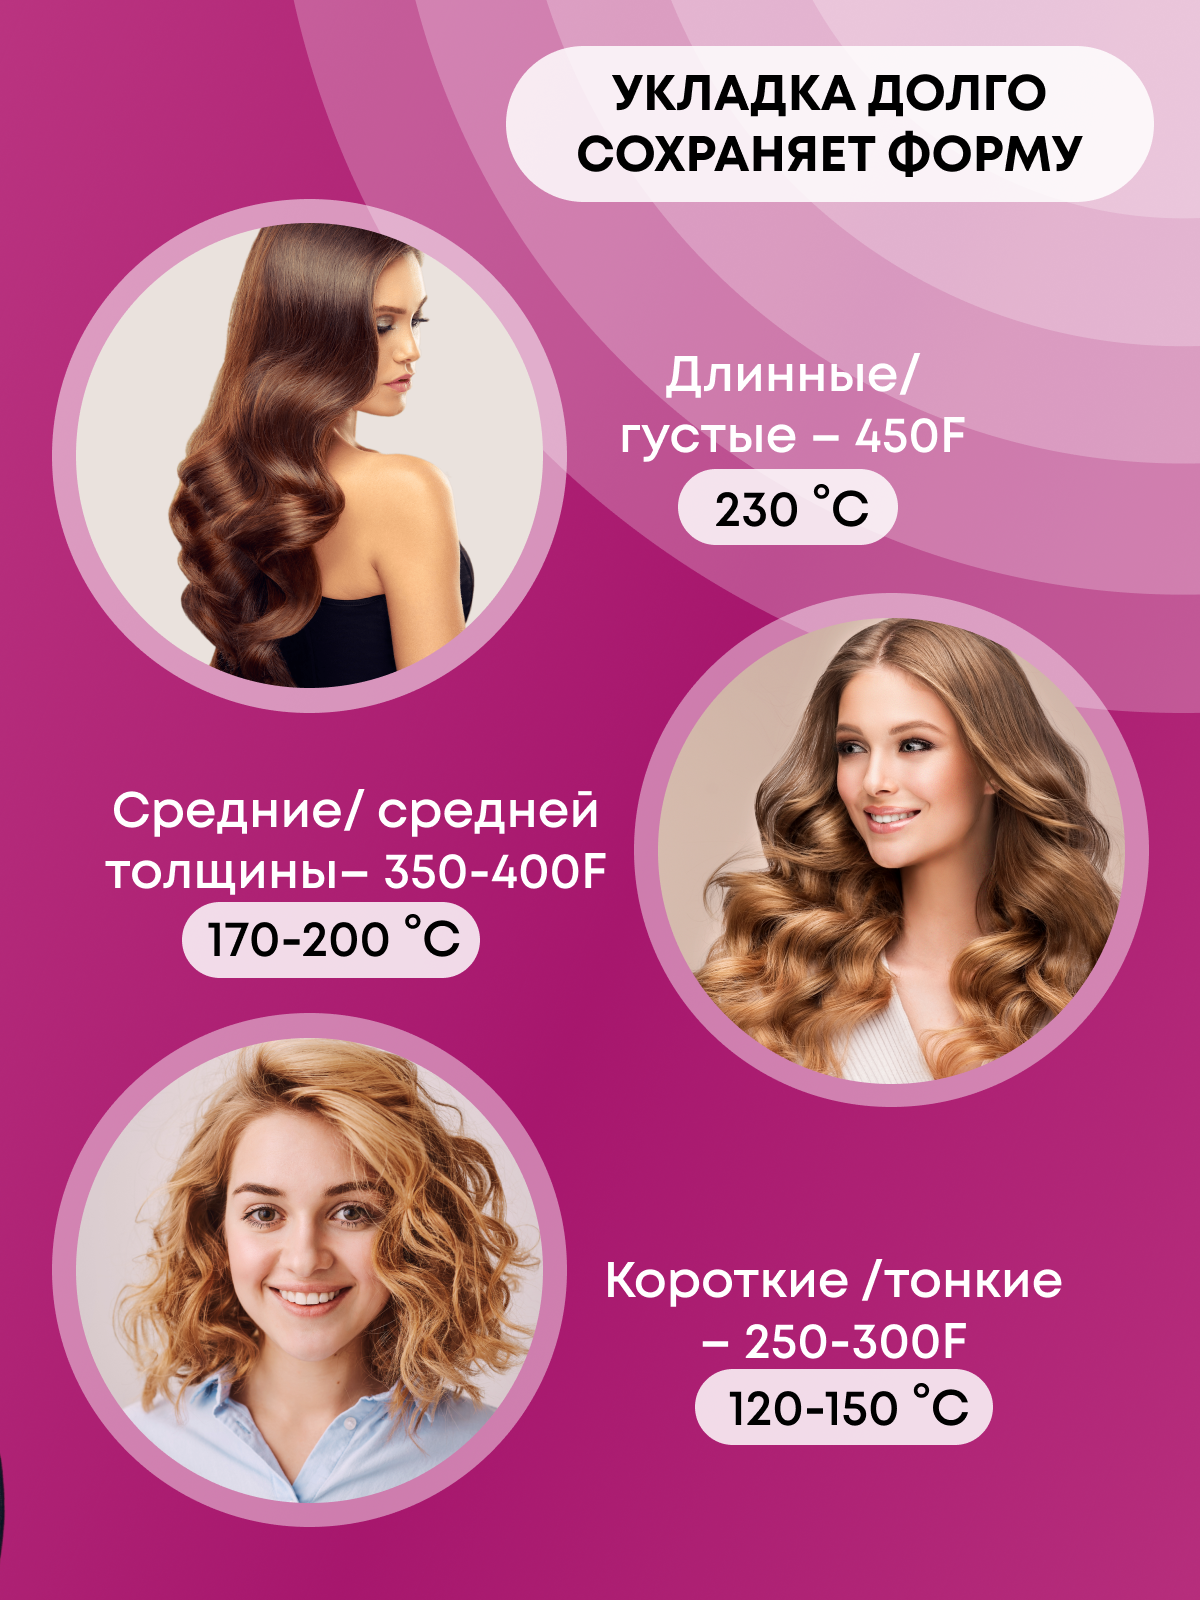 УКЛАДКА ДОЛГО
СОХРАНЯЕТ ФОРМУ
Длинные/
густые – 450F
230 °C
Средние/ средней
толщины– 350-400F
170-200 °C
Короткие /тонкие
– 250-300F
120-150 °C